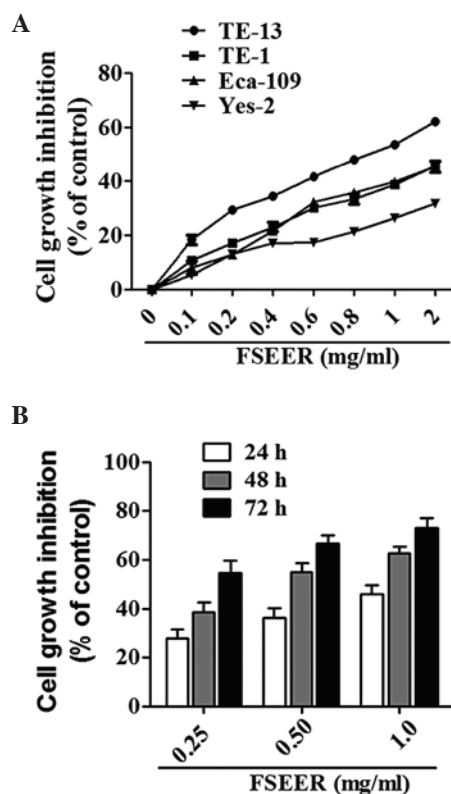 A
TE-13
TE-1
Eca-109
Yes-2
Cell growth inhibition
(% of control)
80
60
40
20
0
0 0.1 0.2 0.4 0.6 0.8 1 2
FSEER (mg/ml)
B
24 h
48 h
72 h
Cell growth inhibition
(% of control)
100
80
60
40
20
0
0.25 0.50 1.0
FSEER (mg/ml)